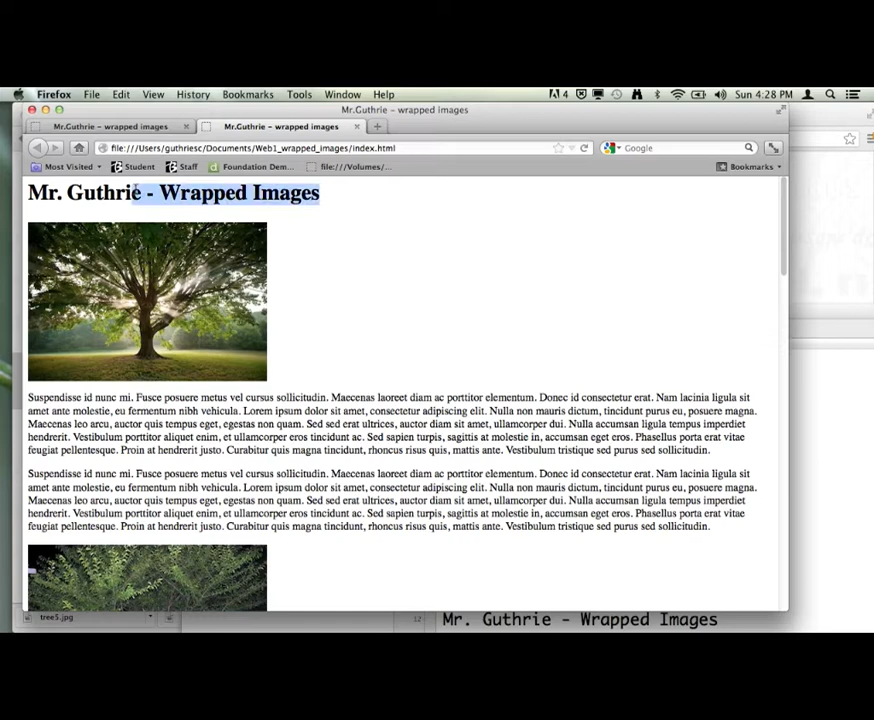 Firefox File Edit View History Bookmarks Tools Window Help 4 Sun 4:28 PM
Mr.Guthrie - wrapped images
Mr.Guthrie - wrapped images Mr.Guthrie - wrapped images
file:///Users/guthriesc/Documents/Web1_wrapped_images/index.html Google
Most Visited Student Staff Foundation Dem... file:///Volumes/... Bookmarks
Mr. Guthrie - Wrapped Images
Suspendisse id nunc mi. Fusce posuere metus vel cursus sollicitudin. Maecenas laoreet diam ac porttitor elementum. Donec id consectetur erat. Nam lacinia ligula sit
amet ante molestie, eu fermentum nibh vehicula. Lorem ipsum dolor sit amet, consectetur adipiscing elit. Nulla non mauris dictum, tincidunt purus eu, posuere magna.
Maecenas leo arcu, auctor quis tempus eget, egestas non quam. Sed sed erat ultrices, auctor diam sit amet, ullamcorper dui. Nulla accumsan ligula tempus imperdiet
hendrerit. Vestibulum porttitor aliquet enim, et ullamcorper eros tincidunt ac. Sed sapien turpis, sagittis at molestie in, accumsan eget eros. Phasellus porttitor erat vitae
feugiat pellentesque. Proin at hendrerit justo. Curabitur quis magna tincidunt, rhoncus risus quis, mattis ante. Vestibulum tristique sed purus sed sollicitudin.
Suspendisse id nunc mi. Fusce posuere metus vel cursus sollicitudin. Maecenas laoreet diam ac porttitor elementum. Donec id consectetur erat. Nam lacinia ligula sit
amet ante molestie, eu fermentum nibh vehicula. Lorem ipsum dolor sit amet, consectetur adipiscing elit. Nulla non mauris dictum, tincidunt purus eu, posuere magna.
Maecenas leo arcu, auctor quis tempus eget, egestas non quam. Sed sed erat ultrices, auctor diam sit amet, ullamcorper dui. Nulla accumsan ligula tempus imperdiet
hendrerit. Vestibulum porttitor aliquet enim, et ullamcorper eros tincidunt ac. Sed sapien turpis, sagittis at molestie in, accumsan eget eros. Phasellus porttitor erat vitae
feugiat pellentesque. Proin at hendrerit justo. Curabitur quis magna tincidunt, rhoncus risus quis, mattis ante. Vestibulum tristique sed purus sed sollicitudin.
tree5.jpg 12 Mr. Guthrie - Wrapped Images